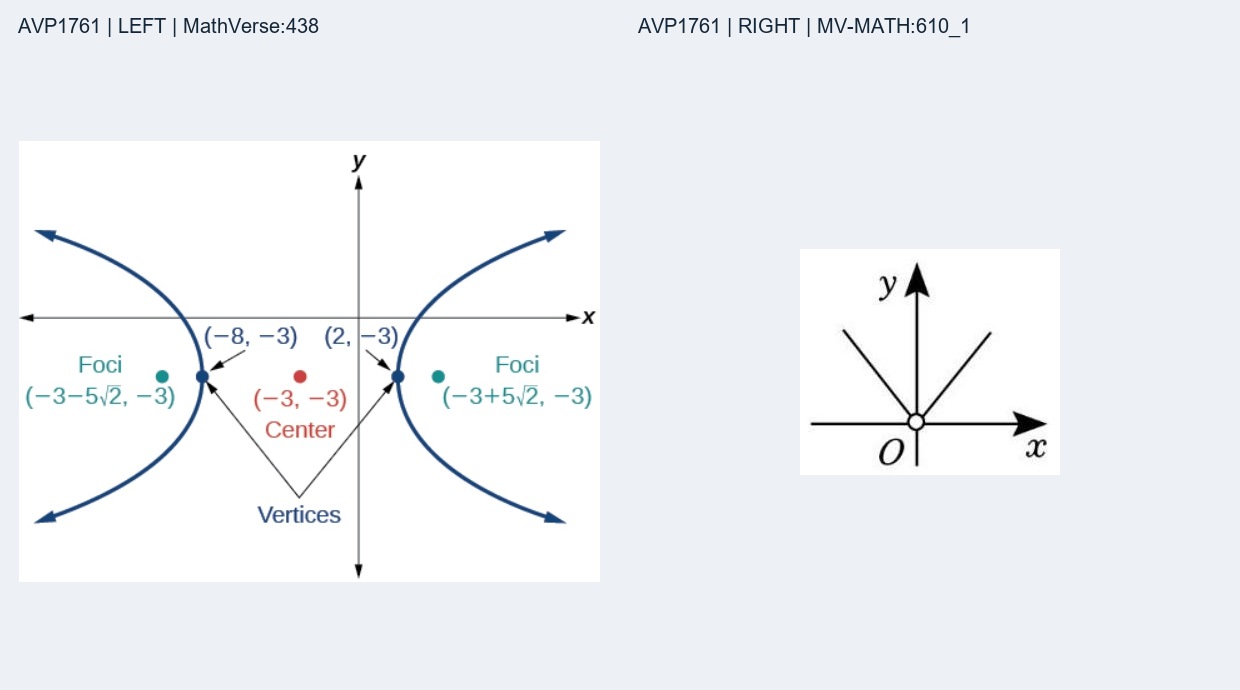 AVP1761 | LEFT | MathVerse:438
AVP1761 | RIGHT | MV-MATH:610_1
y
x
(−8, −3)
(2, −3)
Foci
(−3−5√2, −3)
(−3, −3)
Center
Foci
(−3+5√2, −3)
Vertices
y
O
x